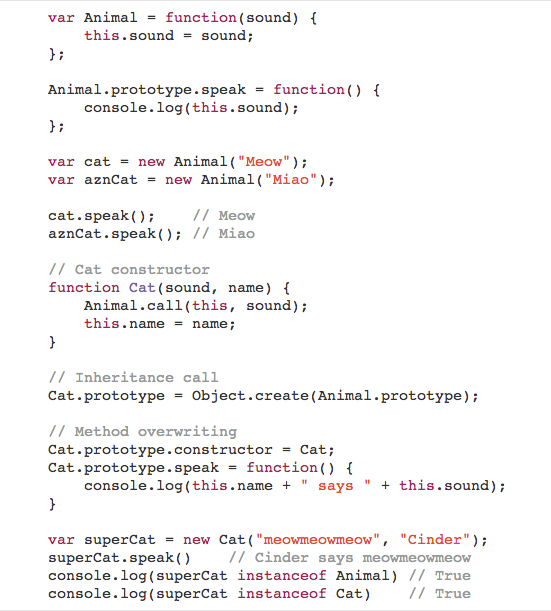 var Animal = function(sound) {
    this.sound = sound;
};

Animal.prototype.speak = function() {
    console.log(this.sound);
};

var cat = new Animal("Meow");
var aznCat = new Animal("Miao");

cat.speak();    // Meow
aznCat.speak(); // Miao

// Cat constructor
function Cat(sound, name) {
    Animal.call(this, sound);
    this.name = name;
}

// Inheritance call
Cat.prototype = Object.create(Animal.prototype);

// Method overwriting
Cat.prototype.constructor = Cat;
Cat.prototype.speak = function() {
    console.log(this.name + " says " + this.sound);
}

var superCat = new Cat("meowmeowmeow", "Cinder");
superCat.speak()    // Cinder says meowmeowmeow
console.log(superCat instanceof Animal) // True
console.log(superCat instanceof Cat)    // True